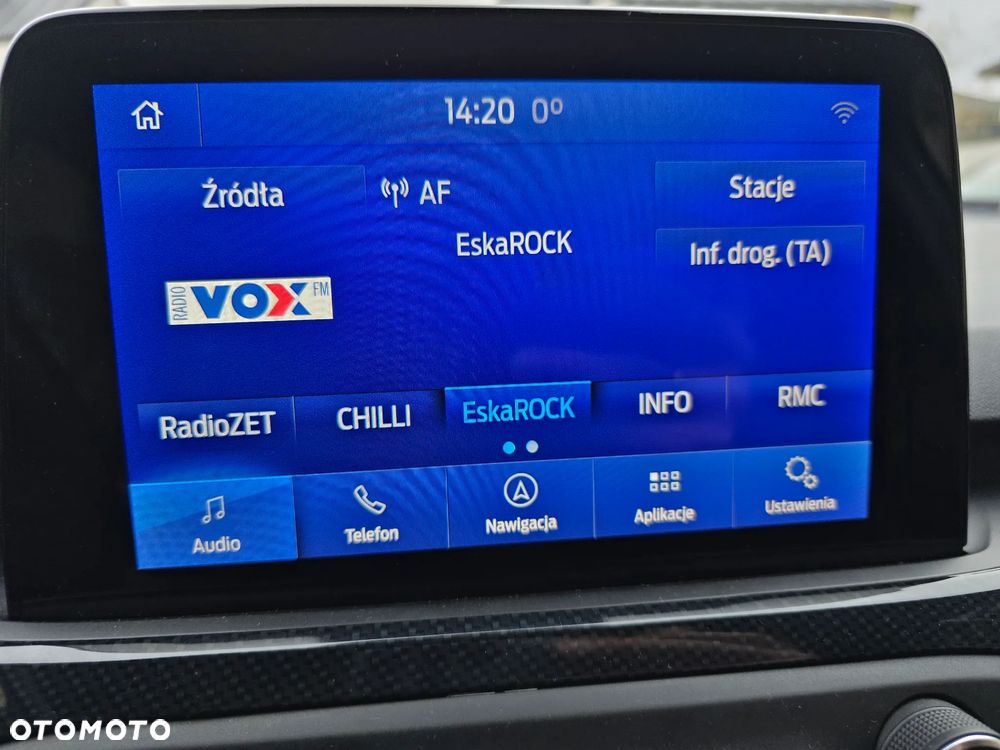 14:20 0°
Źródła
AF
Stacje
EskaROCK
Inf. drog. (TA)
RADIO VOX FM
RadioZET
CHILLI
EskaROCK
INFO
RMC
Audio
Telefon
Nawigacja
Aplikacje
Ustawienia
OTOMOTO